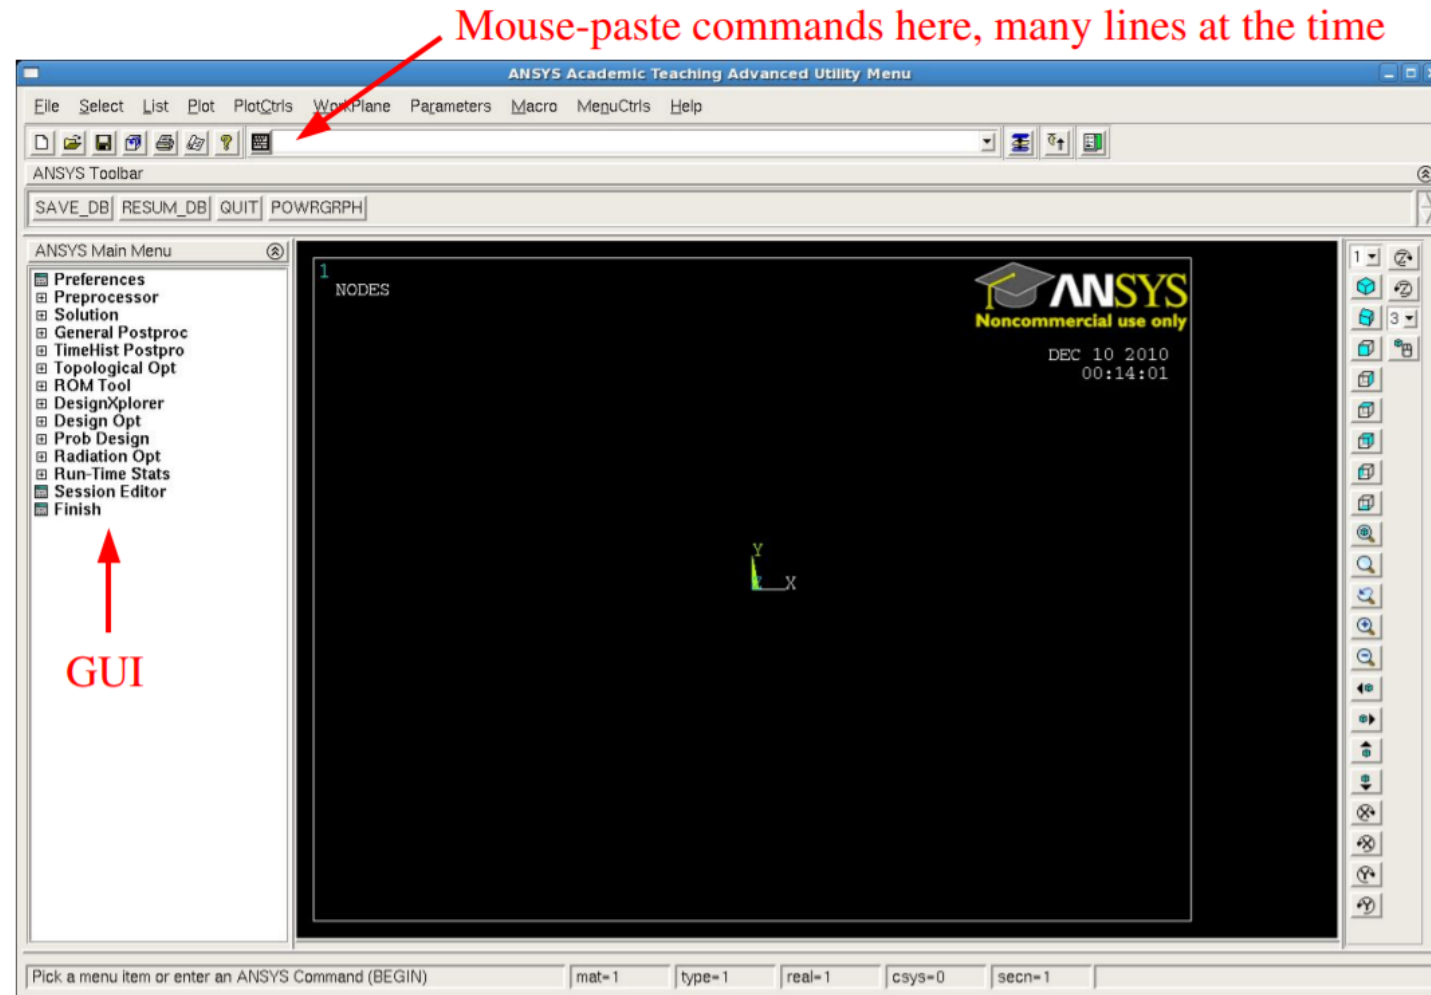 Mouse-paste commands here, many lines at the time
ANSYS Academic Teaching Advanced Utility Menu
File Select List Plot PlotCtrls WorkPlane Parameters Macro MenuCtrls Help
ANSYS Toolbar
SAVE_DB RESUM_DB QUIT POWRGRPH
ANSYS Main Menu
Preferences
Preprocessor
Solution
General Postproc
TimeHist Postpro
Topological Opt
ROM Tool
DesignXplorer
Design Opt
Prob Design
Radiation Opt
Run-Time Stats
Session Editor
Finish
GUI
1
NODES
ANSYS
Noncommercial use only
DEC 10 2010
00:14:01
Y
Z X
1
3
Pick a menu item or enter an ANSYS Command (BEGIN) mat=1 type=1 real=1 csys=0 secn=1